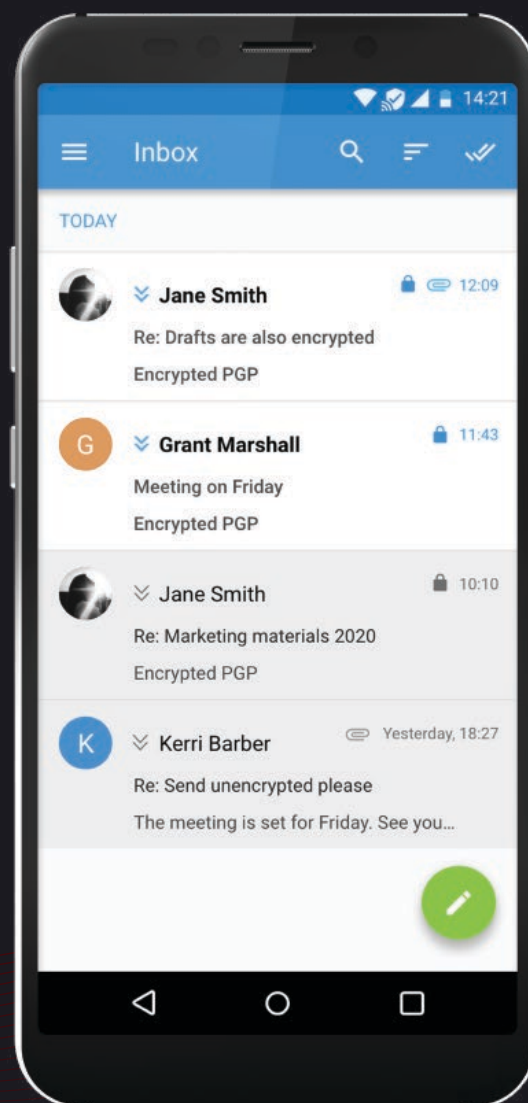 14:21
Inbox
TODAY
Jane Smith 12:09
Re: Drafts are also encrypted
Encrypted PGP
G Grant Marshall 11:43
Meeting on Friday
Encrypted PGP
Jane Smith 10:10
Re: Marketing materials 2020
Encrypted PGP
K Kerri Barber Yesterday, 18:27
Re: Send unencrypted please
The meeting is set for Friday. See you...